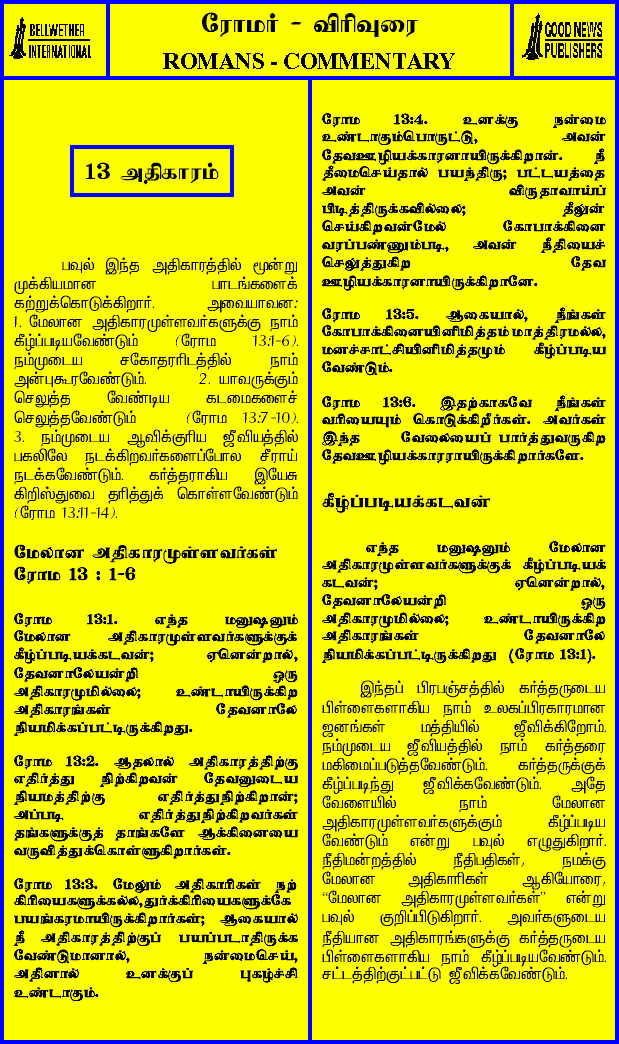 BELLWETHER
INTERNATIONAL
ரோமர் - விரிவுரை
ROMANS - COMMENTARY
GOOD NEWS
PUBLISHERS
13 அதிகாரம்
பவுல் இந்த அதிகாரத்தில் மூன்று
முக்கியமான பாடங்களைக்
கற்றுக்கொடுக்கிறார். அவையாவன:
1. மேலான அதிகாரமுள்ளவர்களுக்கு நாம்
கீழ்ப்படியவேண்டும் (ரோம 13:1-6).
நம்முடைய சகோதரரிடத்தில் நாம்
அன்புகூரவேண்டும். 2. யாவருக்கும்
செலுத்த வேண்டிய கடமைகளைச்
செலுத்தவேண்டும் (ரோம 13:7-10).
3. நம்முடைய ஆவிக்குரிய ஜீவியத்தில்
பகலிலே நடக்கிறவர்களைப்போல சீராய்
நடக்கவேண்டும். கர்த்தராகிய இயேசு
கிறிஸ்துவை தரித்துக் கொள்ளவேண்டும்
(ரோம 13:11-14).
மேலான அதிகாரமுள்ளவர்கள்
ரோம 13 : 1-6
ரோம 13:1. எந்த மனுஷனும்
மேலான அதிகாரமுள்ளவர்களுக்குக்
கீழ்ப்படியக்கடவன்; ஏனென்றால்,
தேவனாலேயன்றி ஒரு
அதிகாரமுமில்லை; உண்டாயிருக்கிற
அதிகாரங்கள் தேவனாலே
நியமிக்கப்பட்டிருக்கிறது.
ரோம 13:2. ஆதலால் அதிகாரத்திற்கு
எதிர்த்து நிற்கிறவன் தேவனுடைய
நியமத்திற்கு எதிர்த்துநிற்கிறான்;
அப்படி எதிர்த்துநிற்கிறவர்கள்
தங்களுக்குத் தாங்களே ஆக்கினையை
வருவித்துக்கொள்ளுகிறார்கள்.
ரோம 13:3. மேலும் அதிகாரிகள் நற்
கிரியைகளுக்கல்ல,துர்க்கிரியைகளுக்கே
பயங்கரமாயிருக்கிறார்கள்; ஆகையால்
நீ அதிகாரத்திற்குப் பயப்படாதிருக்க
வேண்டுமானால், நன்மைசெய்,
அதினால் உனக்குப் புகழ்ச்சி
உண்டாகும்.
ரோம 13:4. உனக்கு நன்மை
உண்டாகும்பொருட்டு, அவன்
தேவஊழியக்காரனாயிருக்கிறான். நீ
தீமைசெய்தால் பயந்திரு; பட்டயத்தை
அவன் விருதாவாய்ப்
பிடித்திருக்கவில்லை; தீலுன்
செய்கிறவன்மேல் கோபாக்கினை
வரப்பண்ணும்படி, அவன் நீதியைச்
செலுத்துகிற தேவ
ஊழியக்காரனாயிருக்கிறானே.
ரோம 13:5. ஆகையால், நீங்கள்
கோபாக்கினையினிமித்தம்மாத்திரமல்ல,
மனச்சாட்சியினிமித்தமும் கீழ்ப்படிய
வேண்டும்.
ரோம 13:6. இதற்காகவே நீங்கள்
வரியையும் கொடுக்கிறீர்கள். அவர்கள்
இந்த வேலையைப் பார்த்துவருகிற
தேவஊழியக்காரராயிருக்கிறார்களே.
கீழ்ப்படியக்கடவன்
எந்த மனுஷனும் மேலான
அதிகாரமுள்ளவர்களுக்குக் கீழ்ப்படியக்
கடவன்; ஏனென்றால்,
தேவனாலேயன்றி ஒரு
அதிகாரமுமில்லை; உண்டாயிருக்கிற
அதிகாரங்கள் தேவனாலே
நியமிக்கப்பட்டிருக்கிறது (ரோம 13:1).
இந்தப் பிரபஞ்சத்தில் கர்த்தருடைய
பிள்ளைகளாகிய நாம் உலகப்பிரகாரமான
ஜனங்கள் மத்தியில் ஜீவிக்கிறோம்.
நம்முடைய ஜீவியத்தில் நாம் கர்த்தரை
மகிமைப்படுத்தவேண்டும். கர்த்தருக்குக்
கீழ்ப்படிந்து ஜீவிக்கவேண்டும். அதே
வேளையில் நாம் மேலான
அதிகாரமுள்ளவர்களுக்கும் கீழ்ப்படிய
வேண்டும் என்று பவுல் எழுதுகிறார்.
நீதிமன்றத்தில் நீதிபதிகள், நமக்கு
மேலான அதிகாரிகள் ஆகியோரை,
“மேலான அதிகாரமுள்ளவர்கள்” என்று
பவுல் குறிப்பிடுகிறார். அவர்களுடைய
நீதியான அதிகாரங்களுக்கு கர்த்தருடைய
பிள்ளைகளாகிய நாம் கீழ்ப்படியவேண்டும்.
சட்டத்திற்குட்பட்டு ஜீவிக்கவேண்டும்.